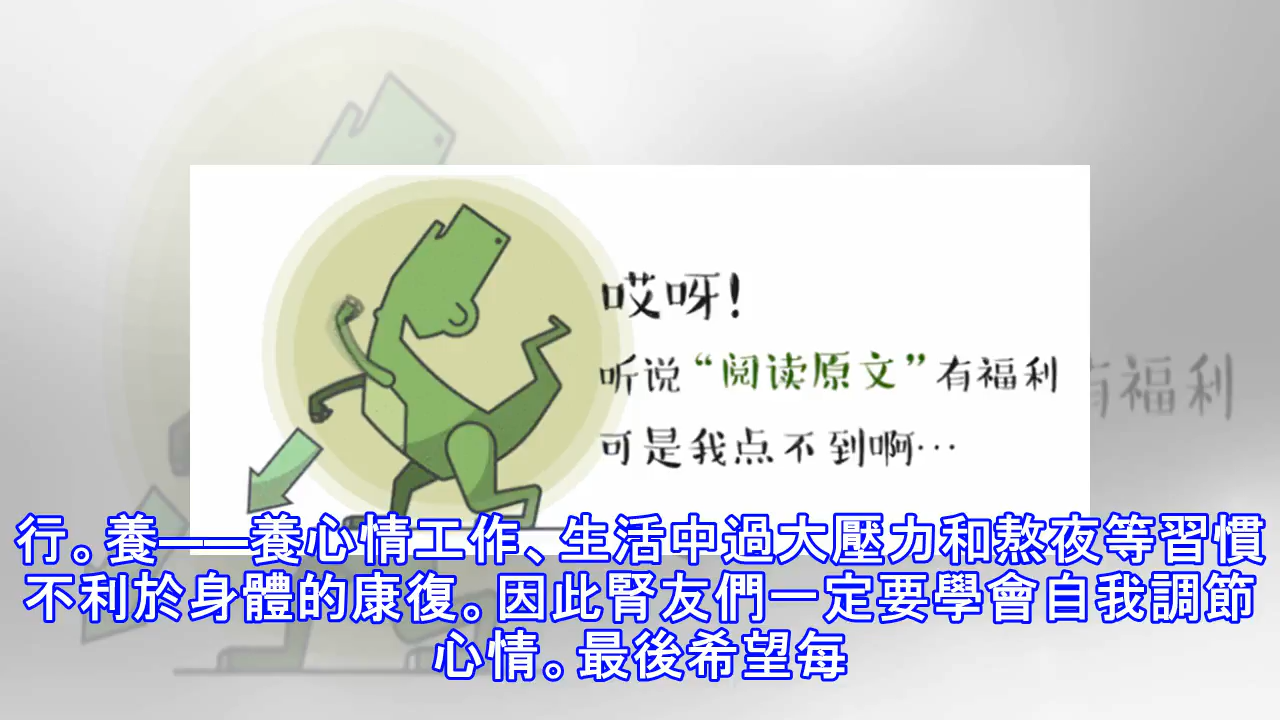 哎呀!
听说“阅读原文”有福利
可是我点不到啊…
有福利
行。養——養心情工作、生活中過大壓力和熬夜等習慣
不利於身體的康復。因此腎友們一定要學會自我調節
心情。最後希望每